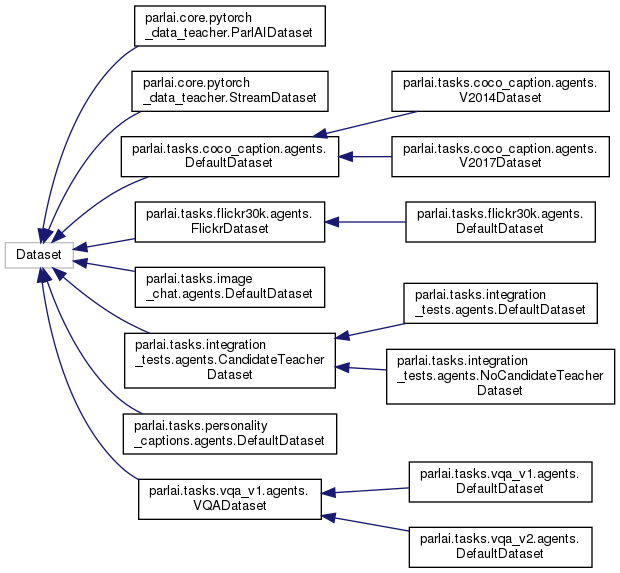 parlai.core.pytorch
_data_teacher.ParlAIDataset
parlai.core.pytorch
_data_teacher.StreamDataset
parlai.tasks.coco_caption.agents.
V2014Dataset
parlai.tasks.coco_caption.agents.
DefaultDataset
parlai.tasks.coco_caption.agents.
V2017Dataset
parlai.tasks.flickr30k.agents.
FlickrDataset
parlai.tasks.flickr30k.agents.
DefaultDataset
Dataset
parlai.tasks.image
_chat.agents.DefaultDataset
parlai.tasks.integration
_tests.agents.DefaultDataset
parlai.tasks.integration
_tests.agents.CandidateTeacher
Dataset
parlai.tasks.integration
_tests.agents.NoCandidateTeacher
Dataset
parlai.tasks.personality
_captions.agents.DefaultDataset
parlai.tasks.vqa_v1.agents.
VQADataset
parlai.tasks.vqa_v1.agents.
DefaultDataset
parlai.tasks.vqa_v2.agents.
DefaultDataset